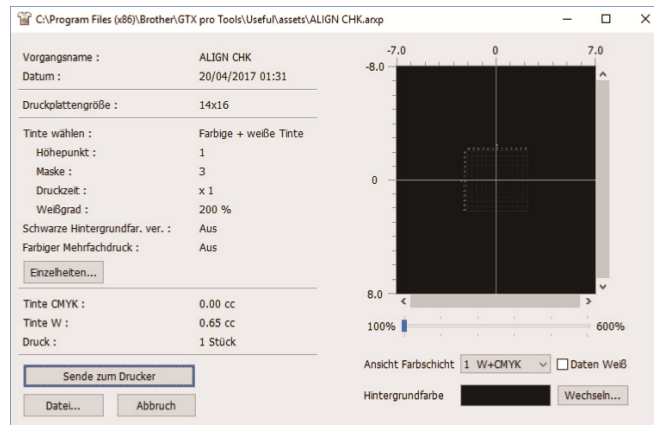 C:\Program Files (x86)\Brother\GTX pro Tools\Useful\assets\ALIGN CHK.arxp
Vorgangsname : ALIGN CHK
Datum : 20/04/2017 01:31
Druckplattengröße : 14x16
Tinte wählen : Farbige + weiße Tinte
Höhepunkt : 1
Maske : 3
Druckzeit : x 1
Weißgrad : 200 %
Schwarze Hintergrundfar. ver. : Aus
Farbiger Mehrfachdruck : Aus
Einzelheiten...
Tinte CMYK : 0.00 cc
Tinte W : 0.65 cc
Druck : 1 Stück
Sende zum Drucker
Datei... Abbruch
-7.0 0 7.0
-8.0
0
8.0
100% 600%
Ansicht Farbschicht 1 W+CMYK Daten Weiß
Hintergrundfarbe Wechseln...